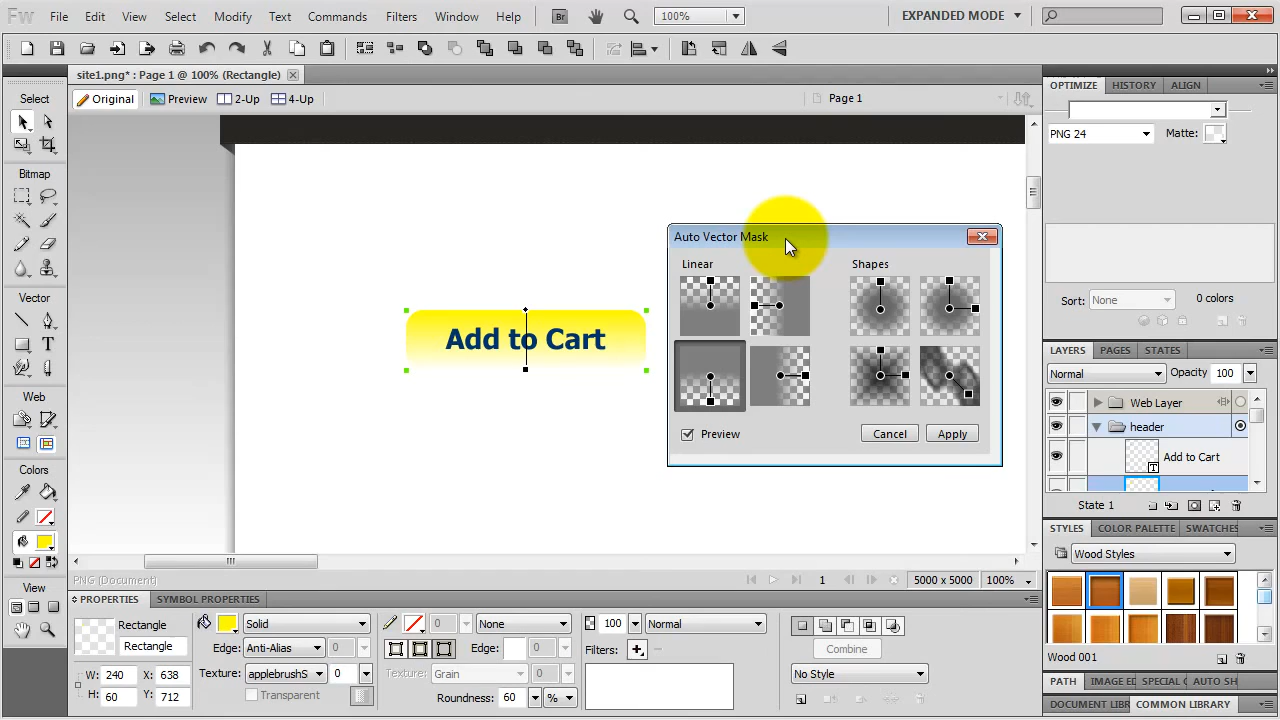 Fw File Edit View Select Modify Text Commands Filters Window Help Br 100% EXPANDED MODE
site1.png* : Page 1 @ 100% (Rectangle)
Original Preview 2-Up 4-Up Page 1
Select
Bitmap
Vector
T
Web
Colors
View
Add to Cart
Auto Vector Mask
Linear Shapes
Preview Cancel Apply
OPTIMIZE HISTORY ALIGN
PNG 24 Matte:
Sort: None 0 colors
LAYERS PAGES STATES
Normal Opacity 100
Web Layer
header
Add to Cart
T
State 1
STYLES COLOR PALETTE SWATCHES
Wood Styles
Wood 001
PATH IMAGE ED SPECIAL AUTO SH
DOCUMENT LIBR COMMON LIBRARY
PNG (Document) 1 5000 x 5000 100%
PROPERTIES SYMBOL PROPERTIES
Rectangle
Rectangle
W: 240 X: 638
H: 60 Y: 712
Solid
Edge: Anti-Alias 0
Texture: applebrushS 0
Transparent
0 None
Edge: 0
Texture: Grain 0
Roundness: 60 %
100 Normal
Filters:
Combine
No Style